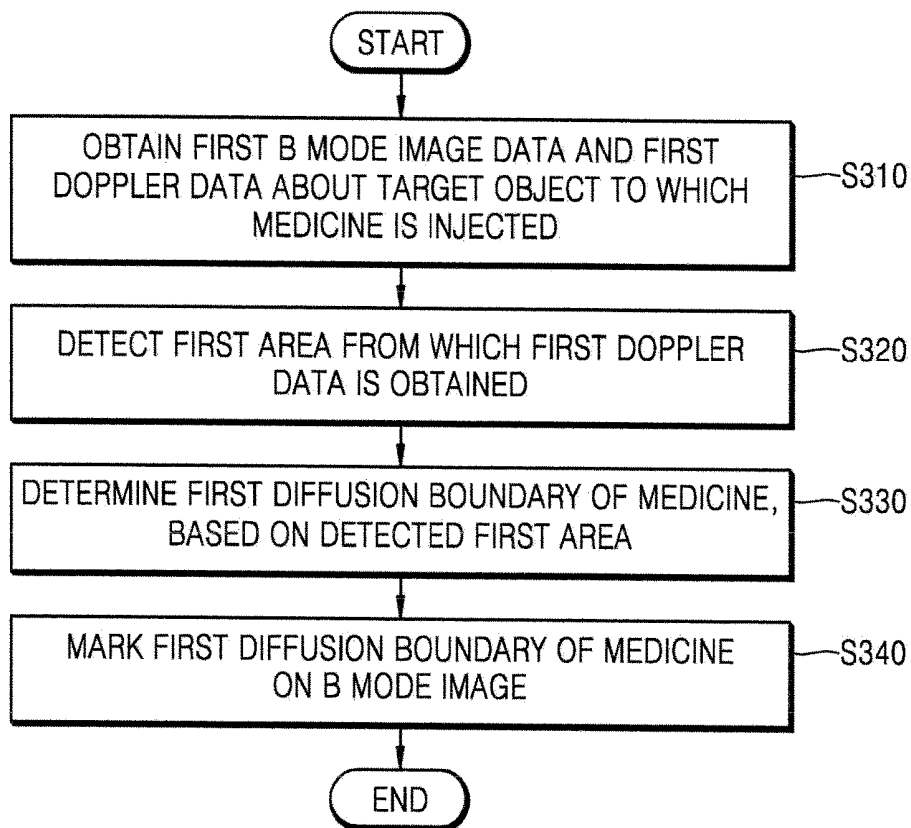 START
OBTAIN FIRST B MODE IMAGE DATA AND FIRST
DOPPLER DATA ABOUT TARGET OBJECT TO WHICH
MEDICINE IS INJECTED
S310
DETECT FIRST AREA FROM WHICH FIRST DOPPLER
DATA IS OBTAINED
S320
DETERMINE FIRST DIFFUSION BOUNDARY OF MEDICINE,
BASED ON DETECTED FIRST AREA
S330
MARK FIRST DIFFUSION BOUNDARY OF MEDICINE
ON B MODE IMAGE
S340
END